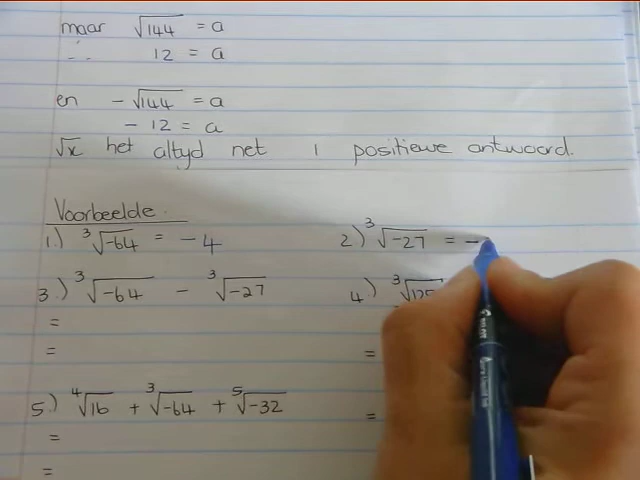 maar √144 = a
∴ 12 = a
en - √144 = a
- 12 = a
√x het altyd net 1 positiewe antwoord.
Voorbeelde.
1.) ³√-64 = - 4
2) ³√-27 = -
3.) ³√-64 - ³√-27
4) ³√125
=
=
=
5) ⁴√16 + ³√-64 + ⁵√-32
=
=
=